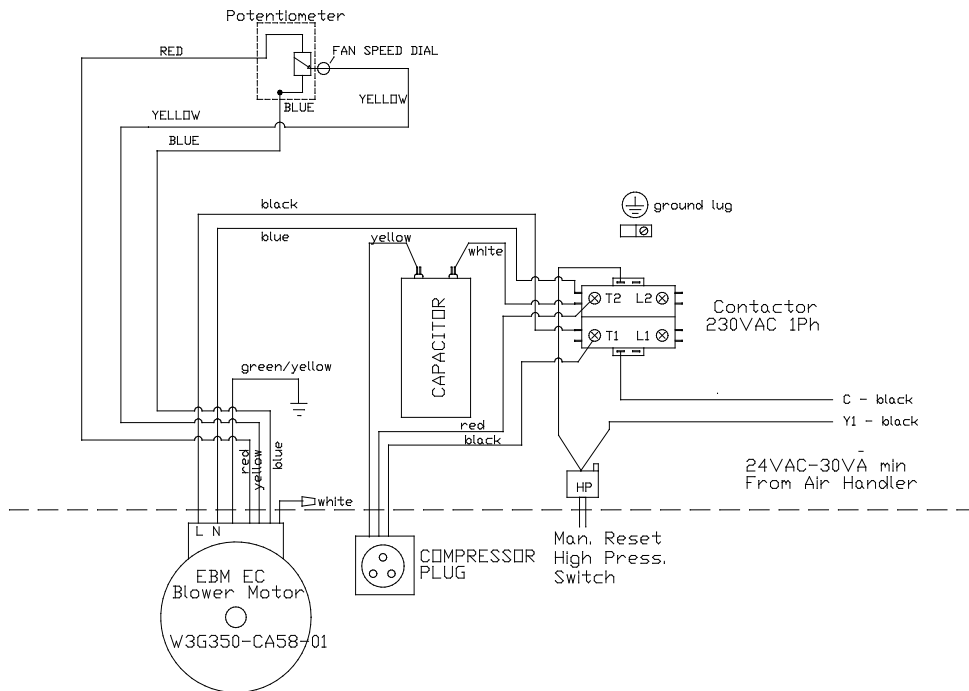 Potentiometer
RED
FAN SPEED DIAL
YELLOW
BLUE
YELLOW
BLUE
black
blue
yellow
white
ground lug
CAPACITOR
T2 L2
T1 L1
Contactor
230VAC 1Ph
green/yellow
C - black
Y1 - black
red
black
red
yellow
blue
24VAC-30VA min
From Air Handler
HP
white
L N
Man. Reset
High Press.
Switch
COMPRESSOR
PLUG
EBM EC
Blower Motor
W3G350-CA58-01